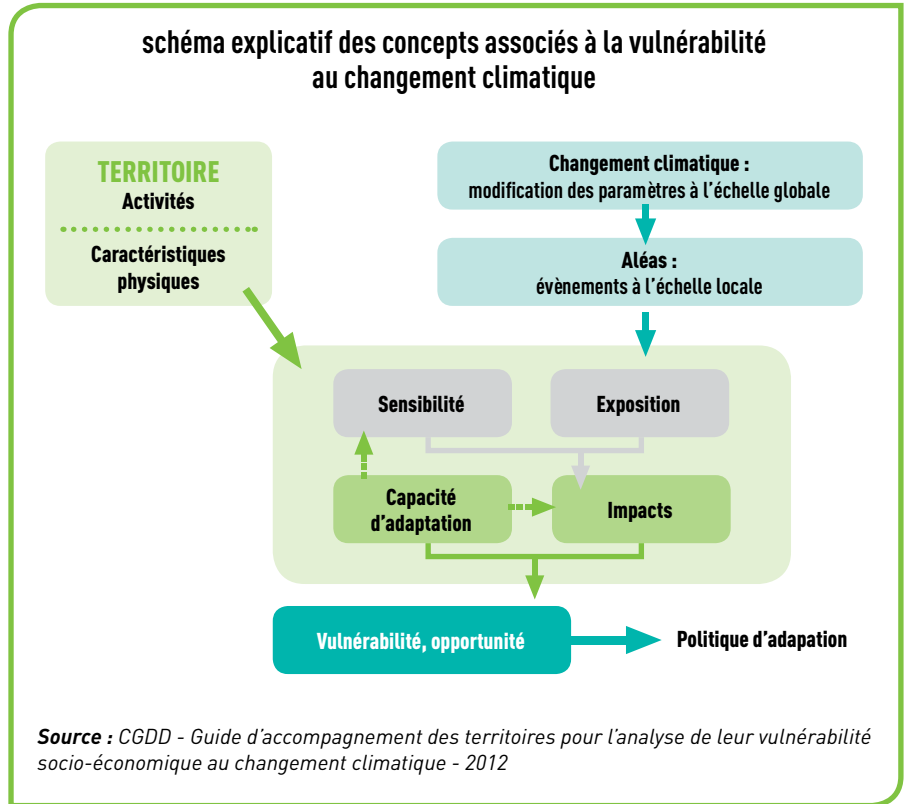 schéma explicatif des concepts associés à la vulnérabilité
au changement climatique
TERRITOIRE
Activités
Caractéristiques
physiques
Changement climatique :
modification des paramètres à l'échelle globale
Aléas :
évènements à l'échelle locale
Sensibilité
Exposition
Capacité
d'adaptation
Impacts
Vulnérabilité, opportunité
Politique d'adapation
Source : CGDD - Guide d'accompagnement des territoires pour l'analyse de leur vulnérabilité
socio-économique au changement climatique - 2012